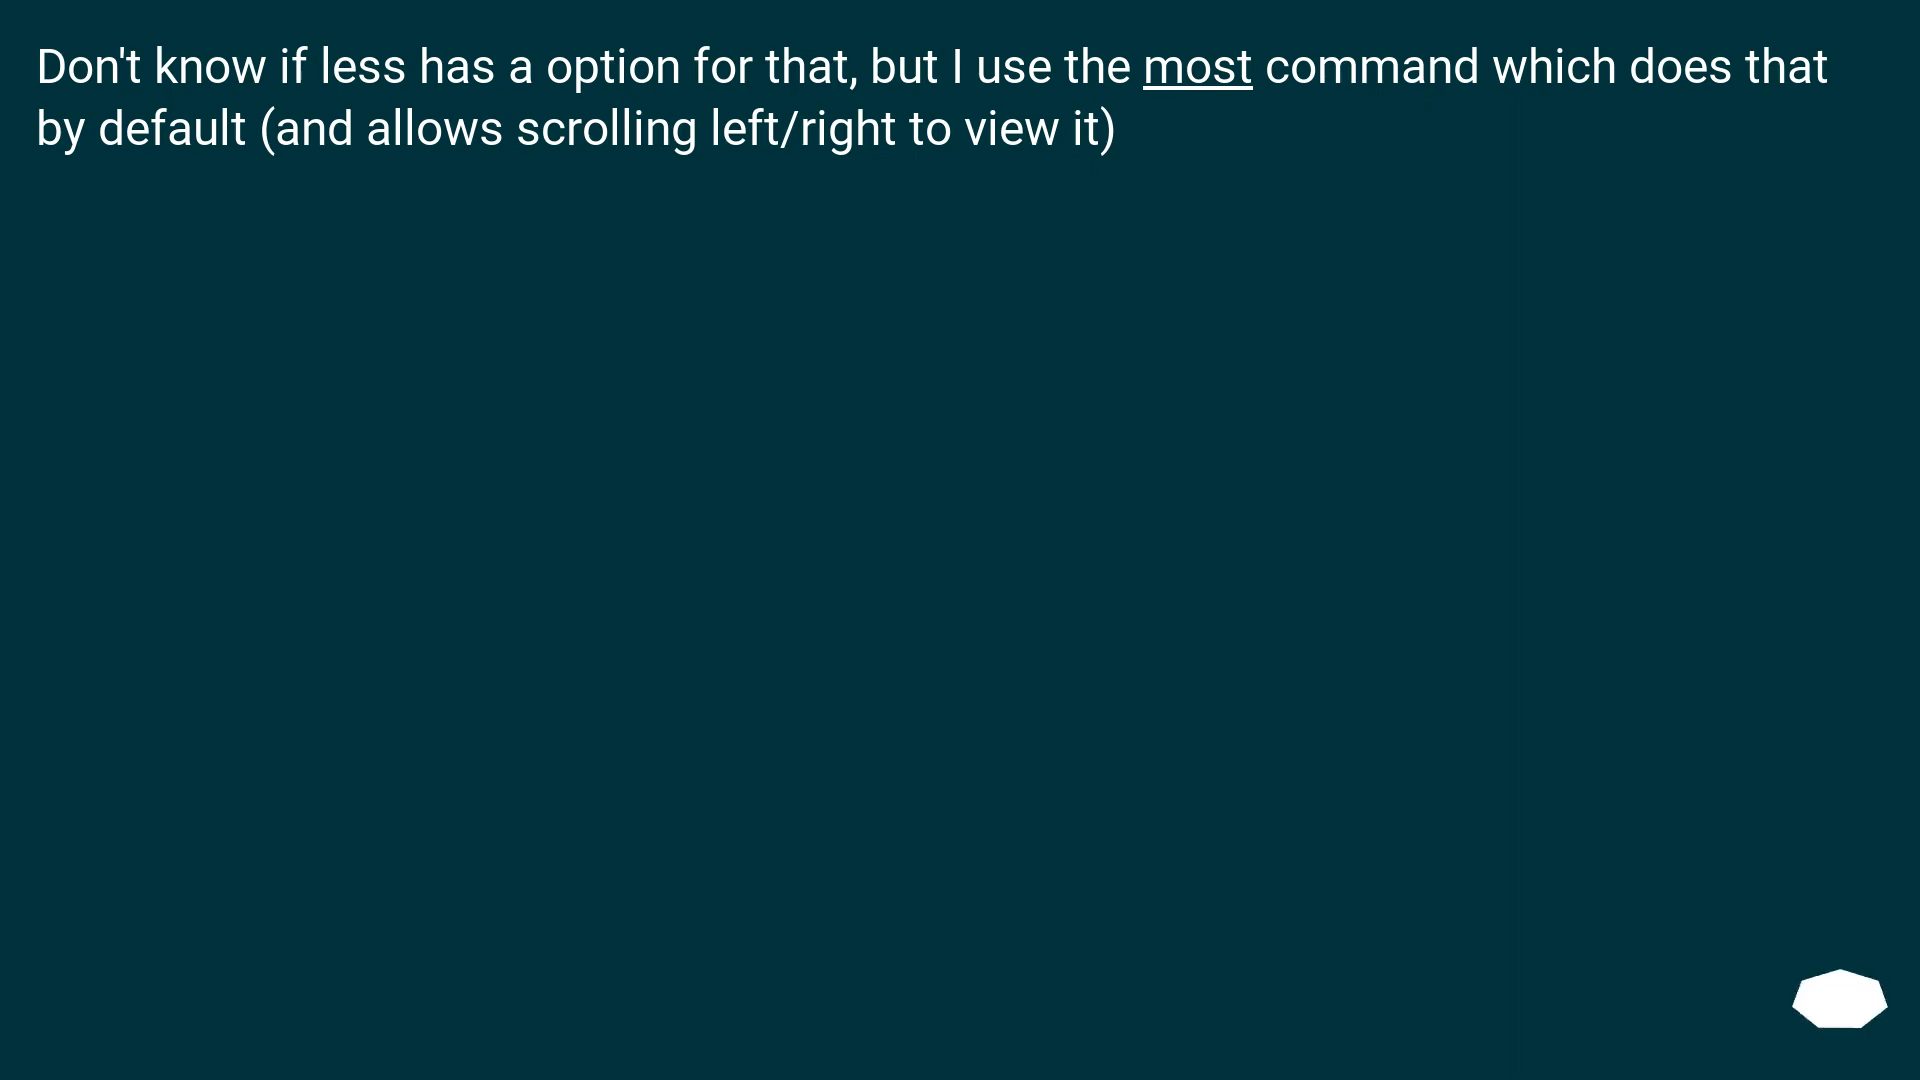 Don't know if less has a option for that, but I use the most command which does that
by default (and allows scrolling left/right to view it)